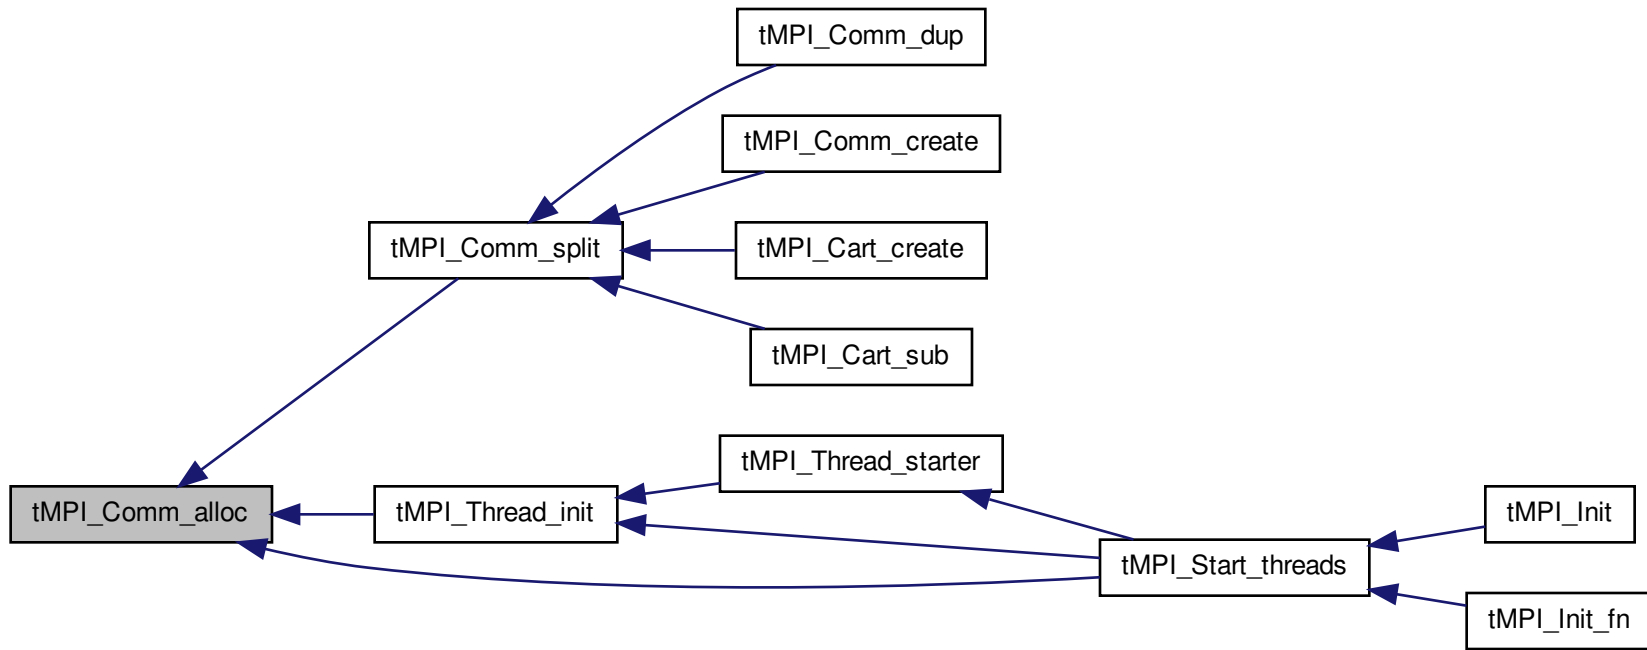 tMPI_Comm_dup
tMPI_Comm_create
tMPI_Comm_split
tMPI_Cart_create
tMPI_Cart_sub
tMPI_Thread_starter
tMPI_Comm_alloc
tMPI_Thread_init
tMPI_Init
tMPI_Start_threads
tMPI_Init_fn